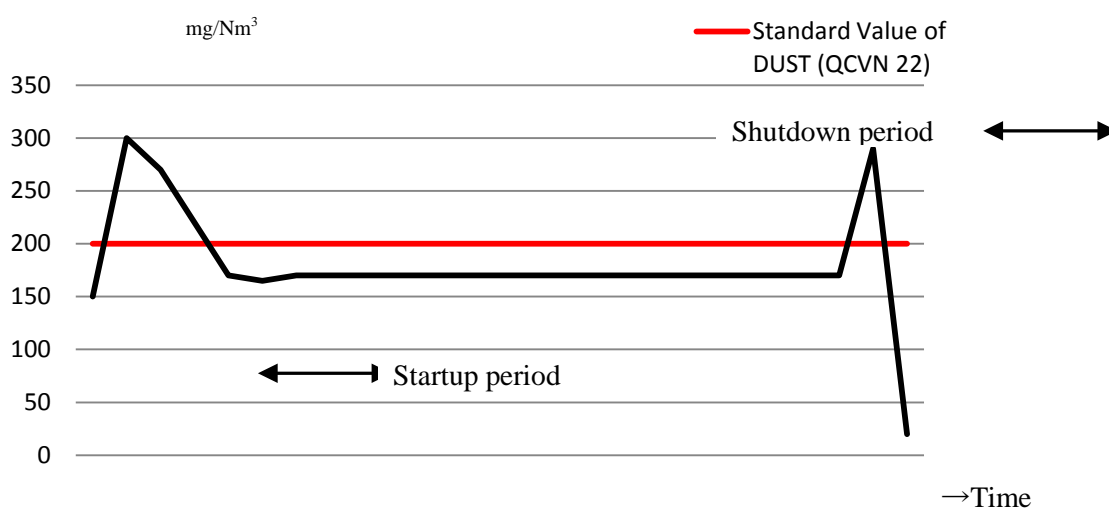 mg/Nm³
Standard Value of
DUST (QCVN 22)
350
300
Shutdown period
250
200
150
100
Startup period
50
0
→Time